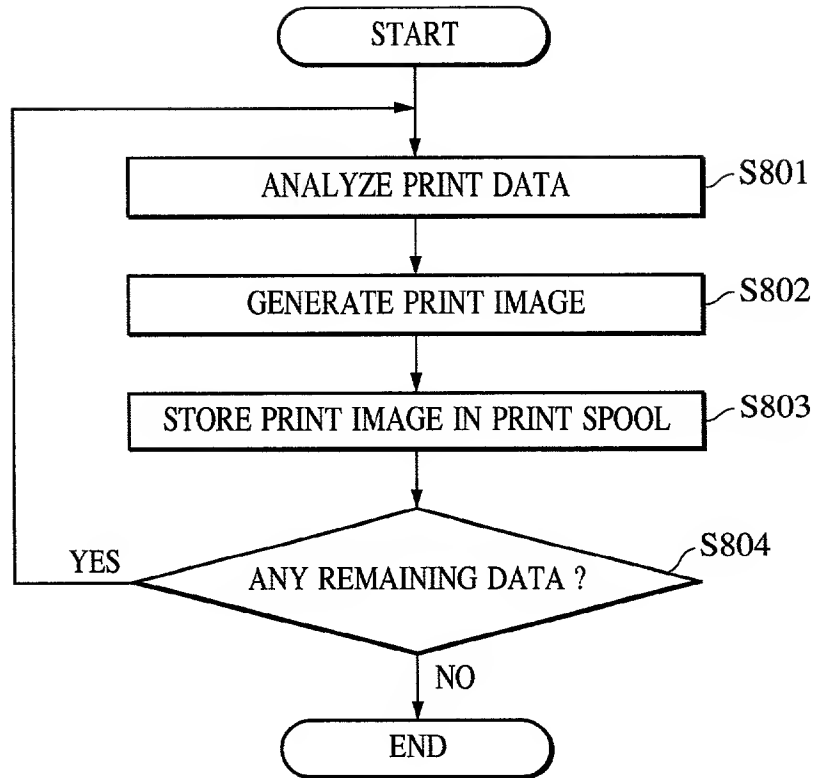 START
ANALYZE PRINT DATA
S801
GENERATE PRINT IMAGE
S802
STORE PRINT IMAGE IN PRINT SPOOL
S803
YES
ANY REMAINING DATA ?
S804
NO
END